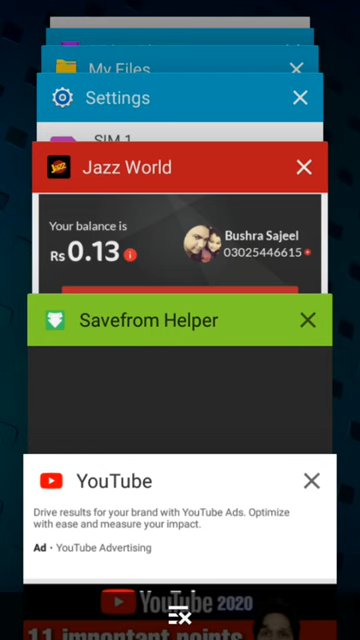 My Files
Settings
SIM 1
Jazz World
Your balance is
Rs 0.13
Bushra Sajeel
03025446615
Savefrom Helper
YouTube
Drive results for your brand with YouTube Ads. Optimize
with ease and measure your impact.
Ad • YouTube Advertising
YouTube 2020
11 important points